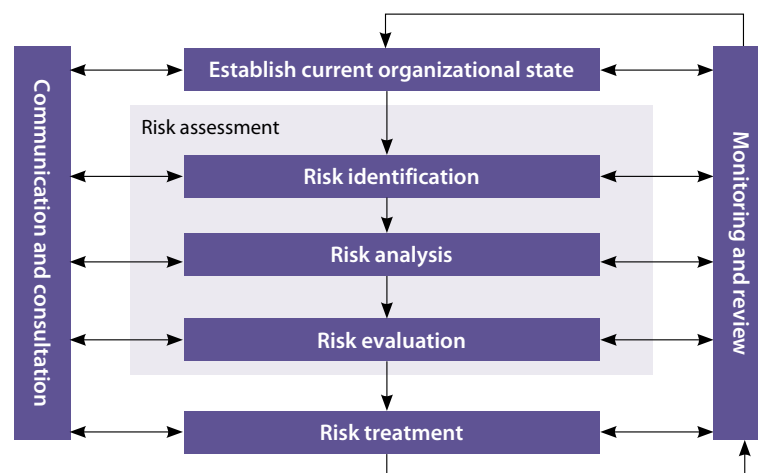 Establish current organizational state
Communication and consultation
Monitoring and review
Risk assessment
Risk identification
Risk analysis
Risk evaluation
Risk treatment